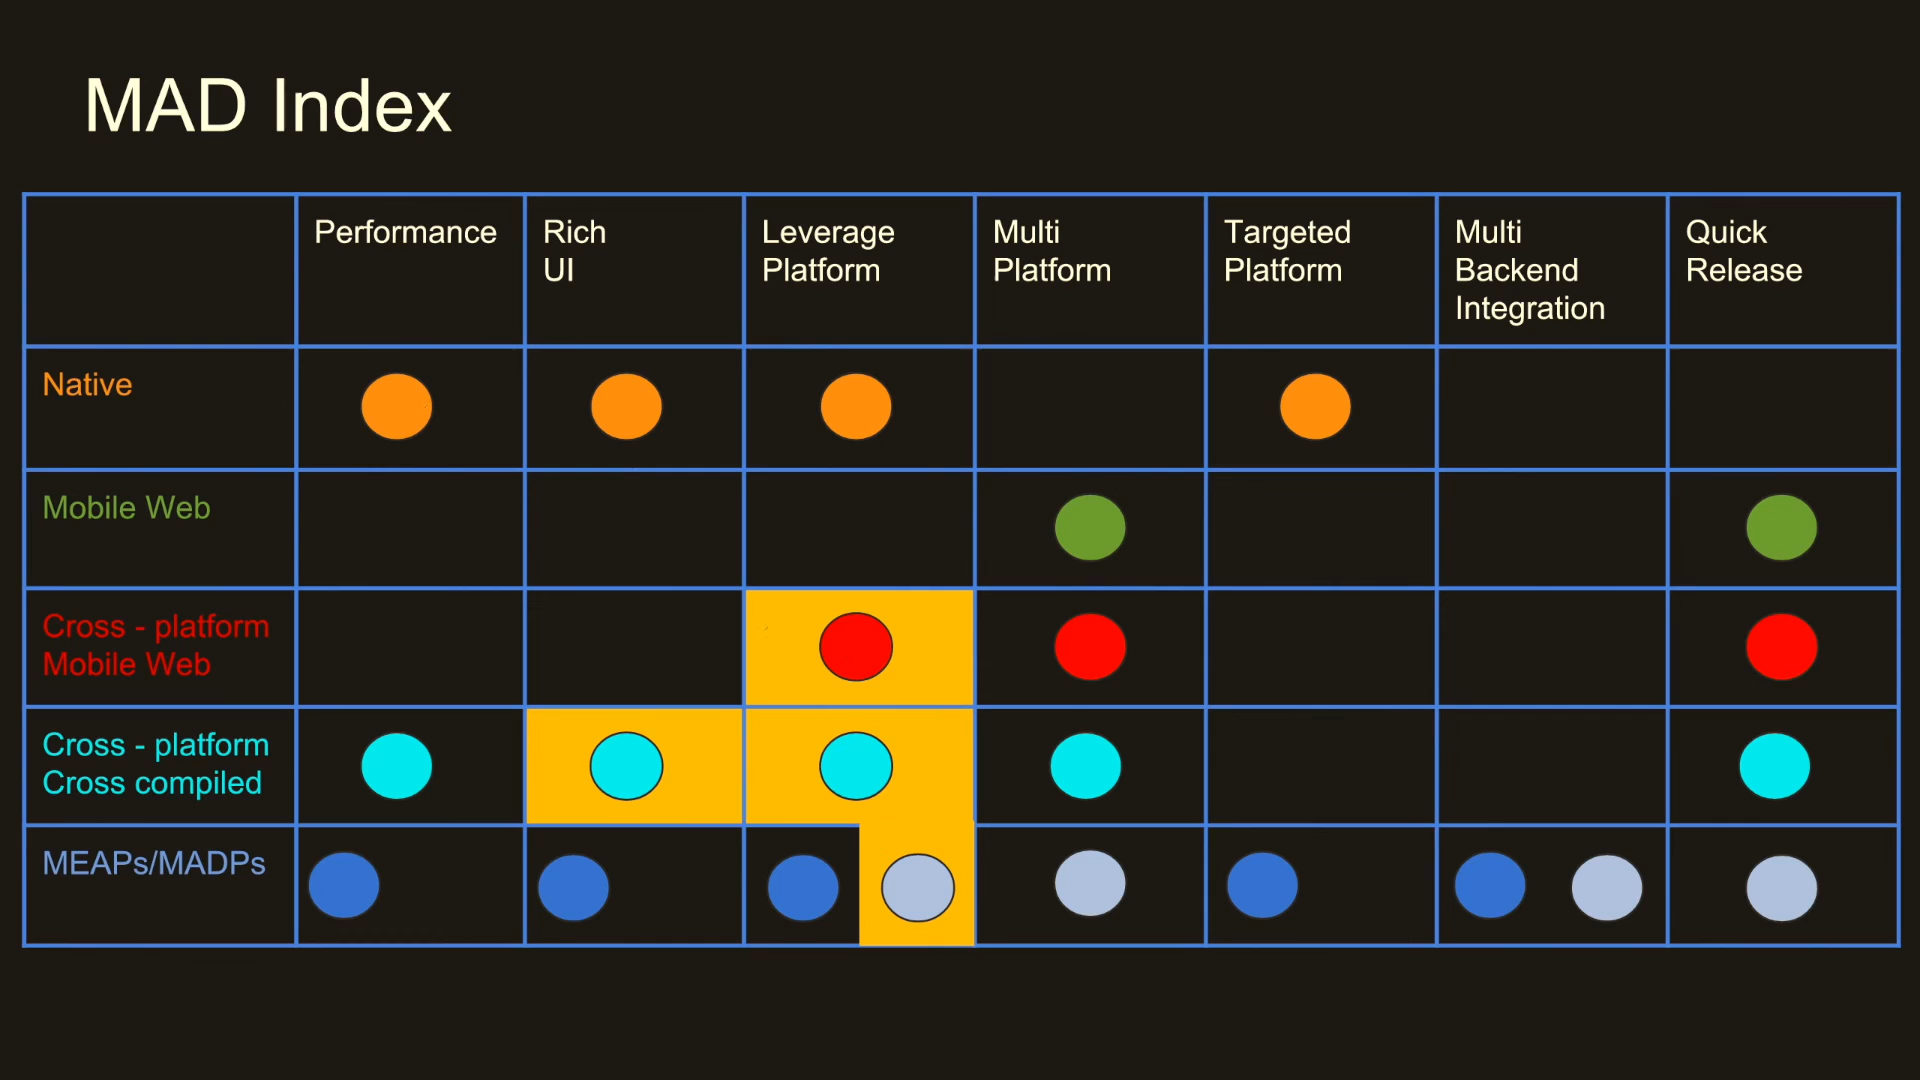 MAD Index
Performance
Rich
UI
Leverage
Platform
Multi
Platform
Targeted
Platform
Multi
Backend
Integration
Quick
Release
Native
Mobile Web
Cross - platform
Mobile Web
Cross - platform
Cross compiled
MEAPs/MADPs